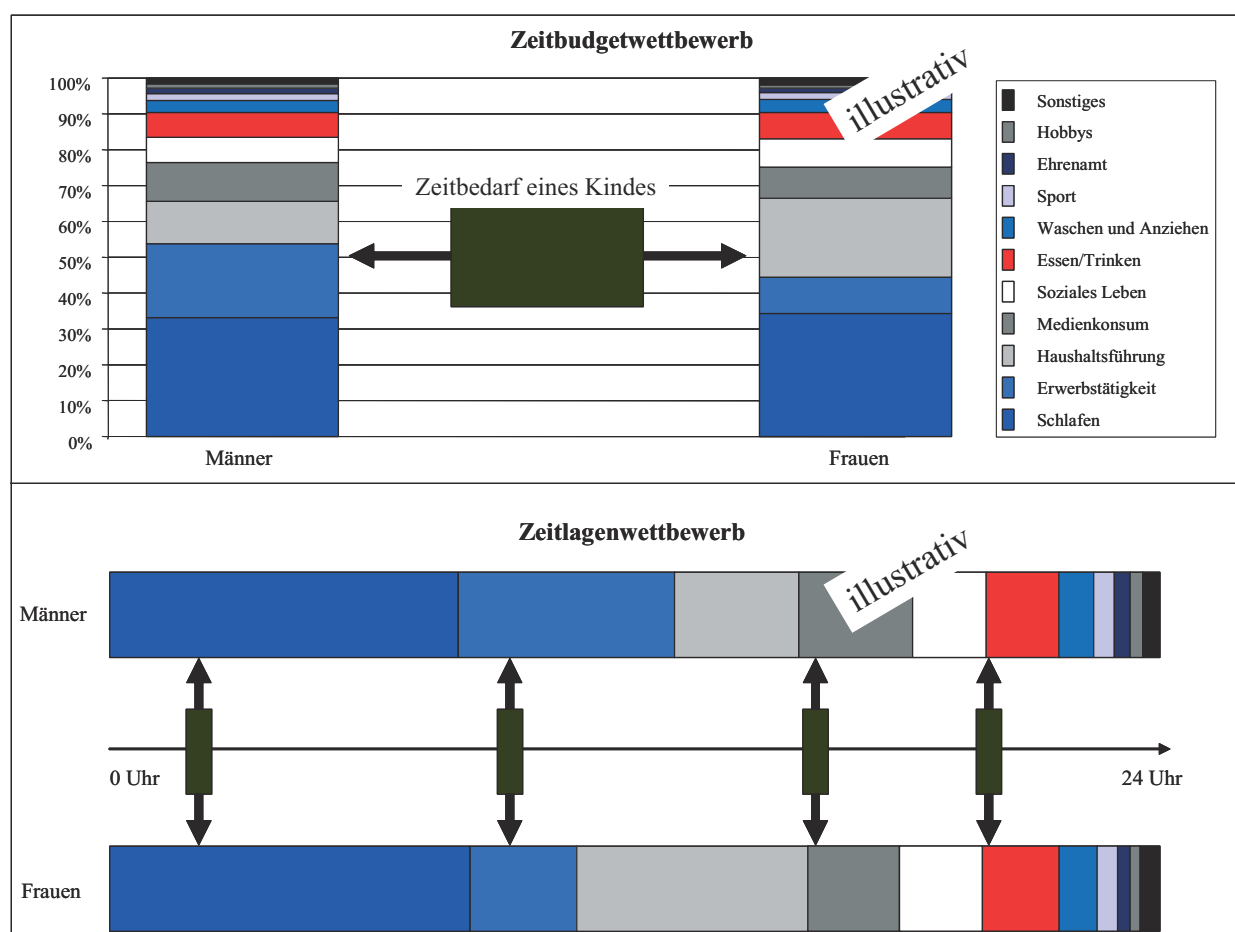 Zeitbudgetwettbewerb
100%
90%
80%
70%
60%
50%
40%
30%
20%
10%
0%
Zeitbedarf eines Kindes
illustrativ
Männer
Frauen
Sonstiges
Hobbys
Ehrenamt
Sport
Waschen und Anziehen
Essen/Trinken
Soziales Leben
Medienkonsum
Haushaltsführung
Erwerbstätigkeit
Schlafen
Zeitlagenwettbewerb
illustrativ
Männer
0 Uhr
24 Uhr
Frauen